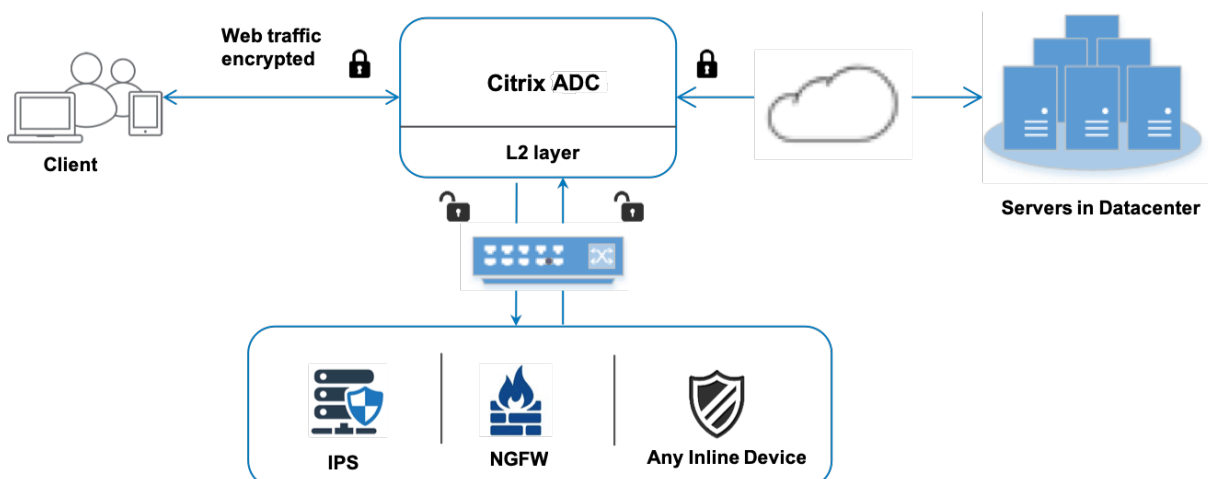 Web traffic
encrypted
Citrix ADC
L2 layer
Client
Servers in Datacenter
IPS
NGFW
Any Inline Device